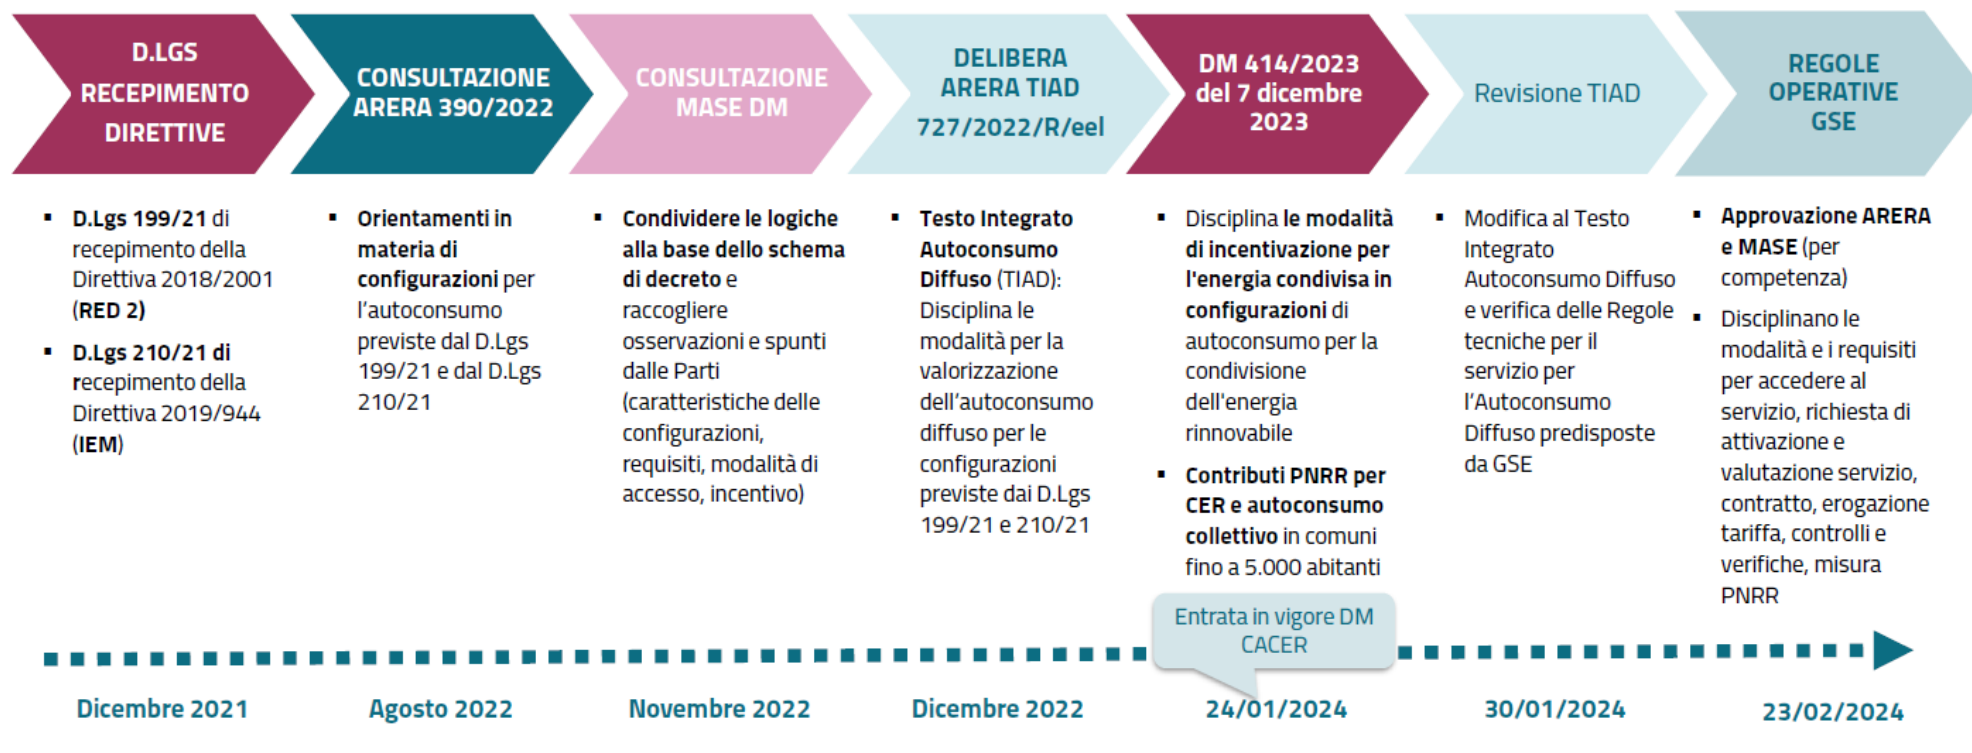 D.LGS
RECEPIMENTO
DIRETTIVE
CONSULTAZIONE
ARERA 390/2022
CONSULTAZIONE
MASE DM
DELIBERA
ARERA TIAD
727/2022/R/eel
DM 414/2023
del 7 dicembre
2023
Revisione TIAD
REGOLE
OPERATIVE
GSE
▪ D.Lgs 199/21 di
recepimento della
Direttiva 2018/2001
(RED 2)
▪ D.Lgs 210/21 di
recepimento della
Direttiva 2019/944
(IEM)
▪ Orientamenti in
materia di
configurazioni per
l’autoconsumo
previste dal D.Lgs
199/21 e dal D.Lgs
210/21
▪ Condividere le logiche
alla base dello schema
di decreto e
raccogliere
osservazioni e spunti
dalle Parti
(caratteristiche delle
configurazioni,
requisiti, modalità di
accesso, incentivo)
▪ Testo Integrato
Autoconsumo
Diffuso (TIAD):
Disciplina le
modalità per la
valorizzazione
dell’autoconsumo
diffuso per le
configurazioni
previste dai D.Lgs
199/21 e 210/21
▪ Disciplina le modalità
di incentivazione per
l'energia condivisa in
configurazioni di
autoconsumo per la
condivisione
dell'energia
rinnovabile
▪ Contributi PNRR per
CER e autoconsumo
collettivo in comuni
fino a 5.000 abitanti
▪ Modifica al Testo
Integrato
Autoconsumo Diffuso
e verifica delle Regole
tecniche per il
servizio per
l’Autoconsumo
Diffuso predisposte
da GSE
▪ Approvazione ARERA
e MASE (per
competenza)
▪ Disciplinano le
modalità e i requisiti
per accedere al
servizio, richiesta di
attivazione e
valutazione servizio,
contratto, erogazione
tariffa, controlli e
verifiche, misura
PNRR
Entrata in vigore DM
CACER
Dicembre 2021
Agosto 2022
Novembre 2022
Dicembre 2022
24/01/2024
30/01/2024
23/02/2024